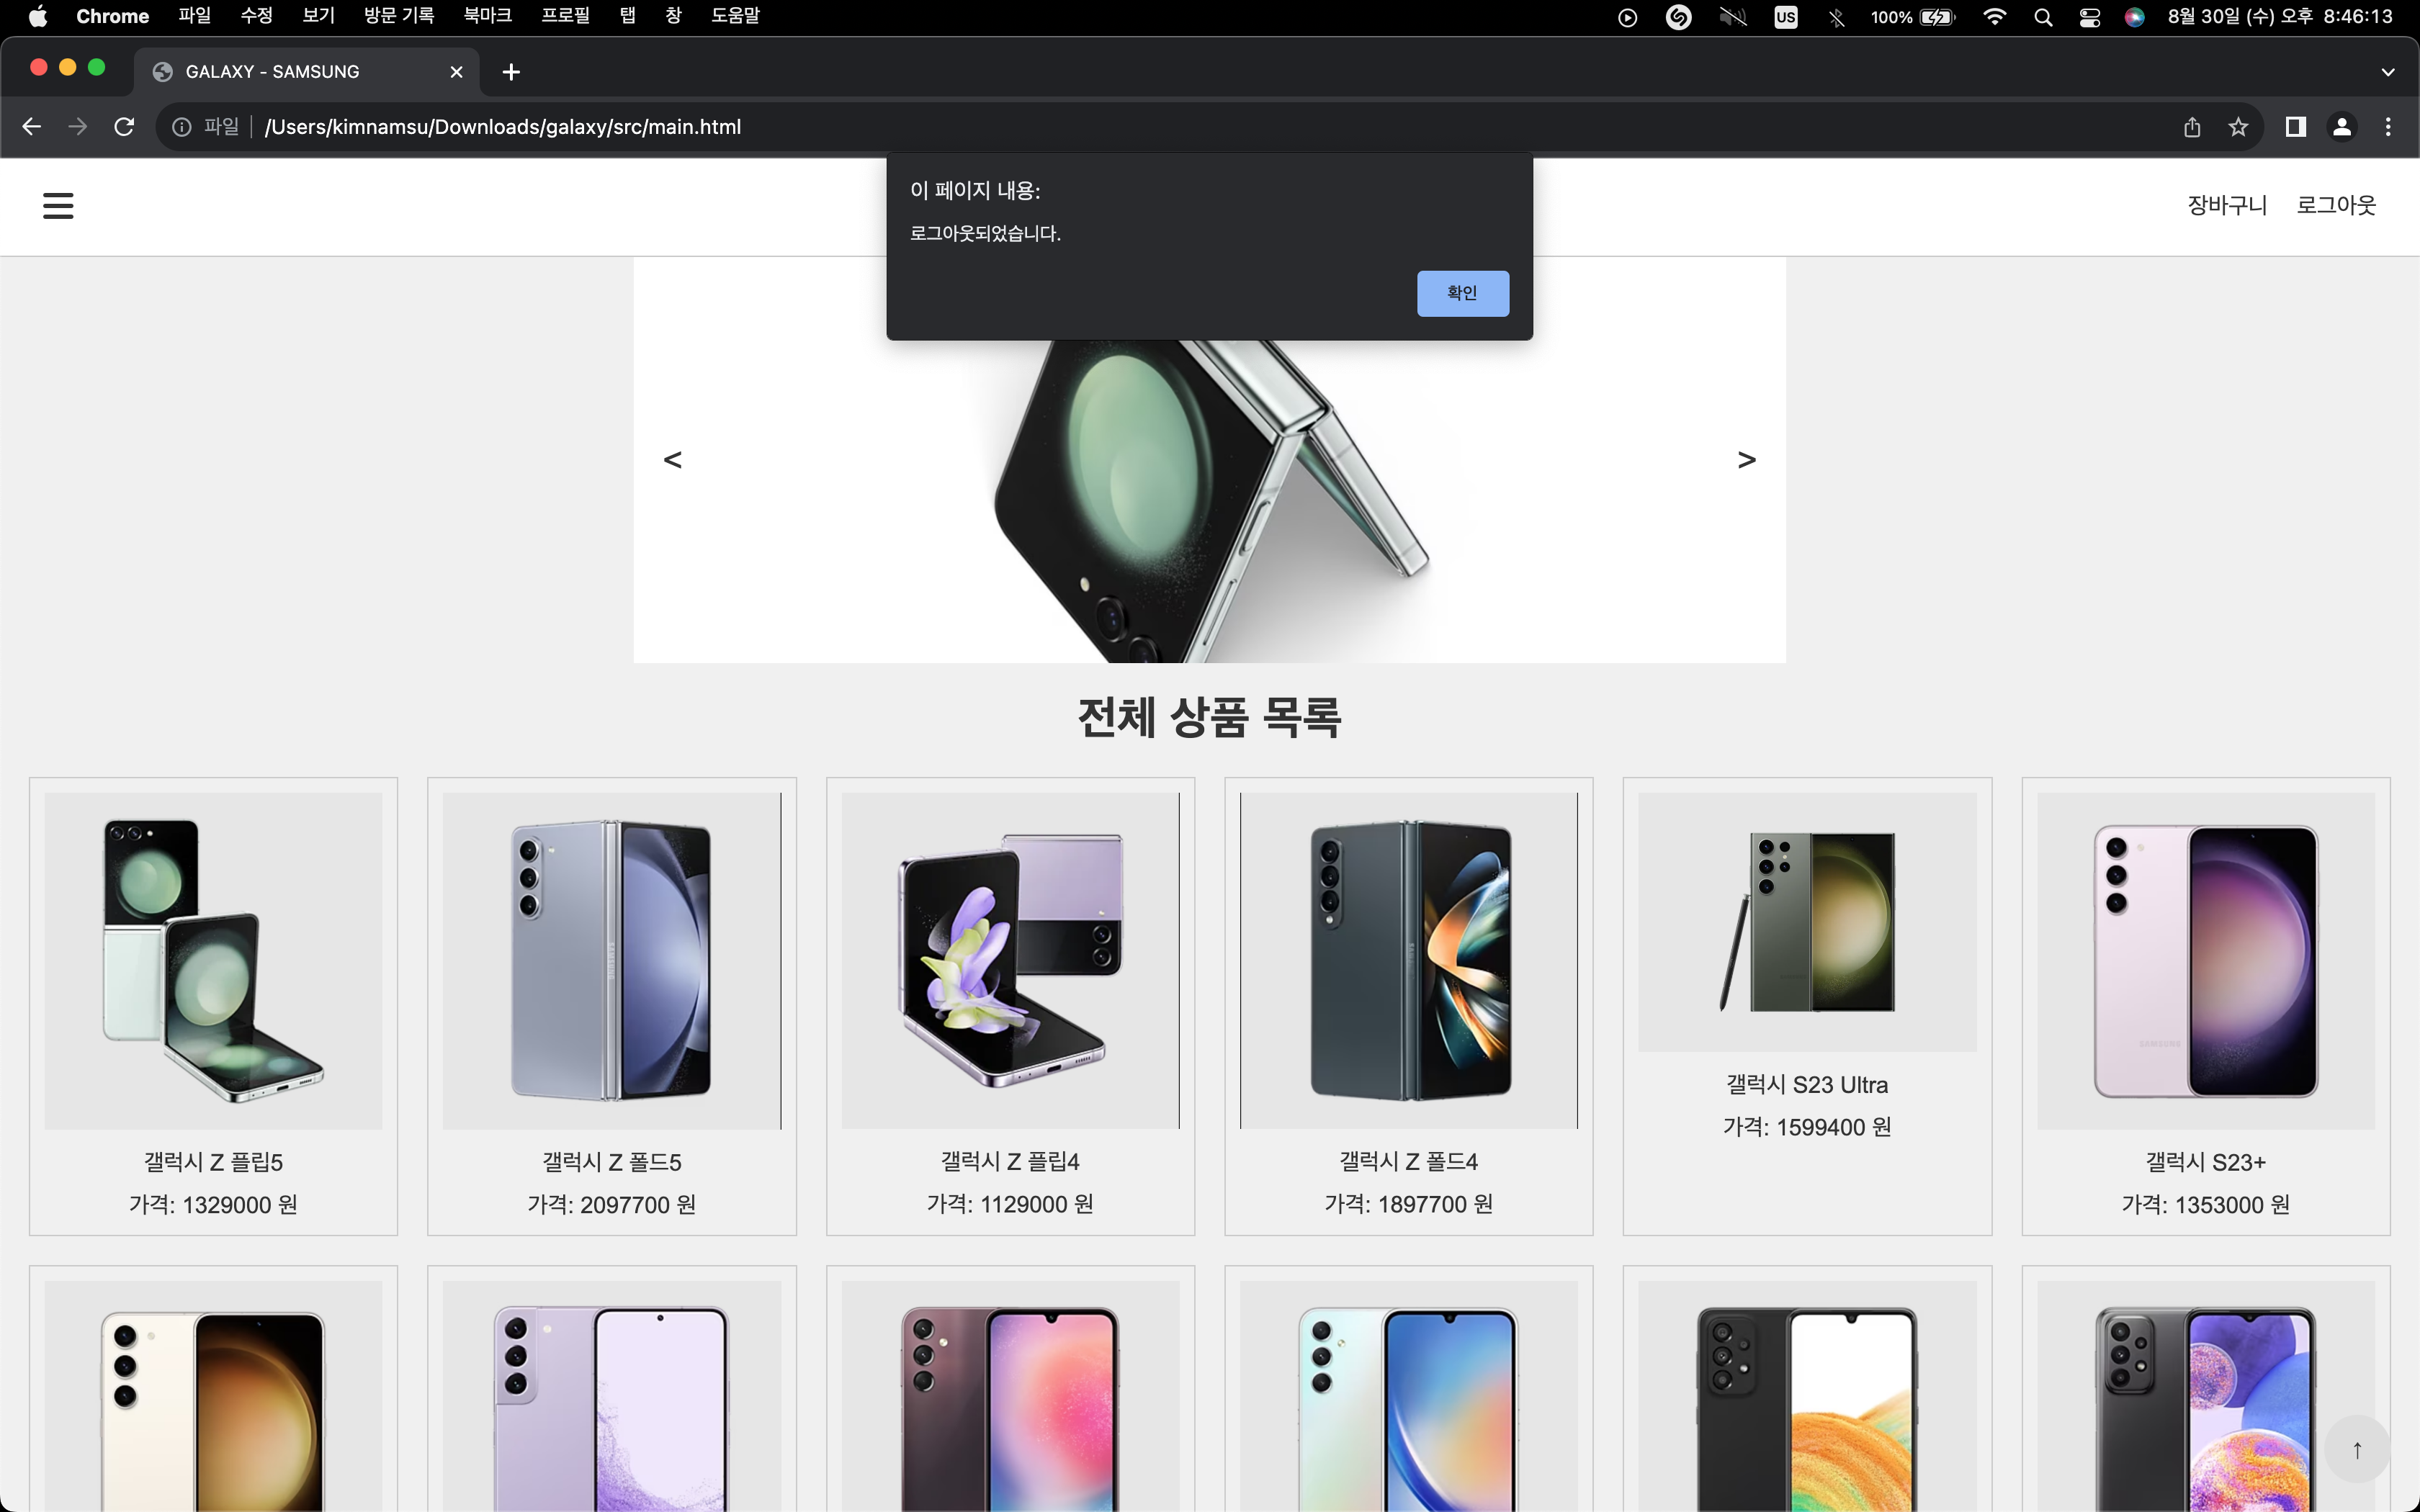 Chrome 파일 수정 보기 방문 기록 북마크 프로필 탭 창 도움말 US 100% 8월 30일 (수) 오후 8:46:13
GALAXY - SAMSUNG
파일 /Users/kimnamsu/Downloads/galaxy/src/main.html
이 페이지 내용:
로그아웃되었습니다.
확인
장바구니 로그아웃
< >
전체 상품 목록
갤럭시 Z 플립5
가격: 1329000 원
갤럭시 Z 폴드5
가격: 2097700 원
갤럭시 Z 플립4
가격: 1129000 원
갤럭시 Z 폴드4
가격: 1897700 원
갤럭시 S23 Ultra
가격: 1599400 원
SAMSUNG
갤럭시 S23+
가격: 1353000 원
↑